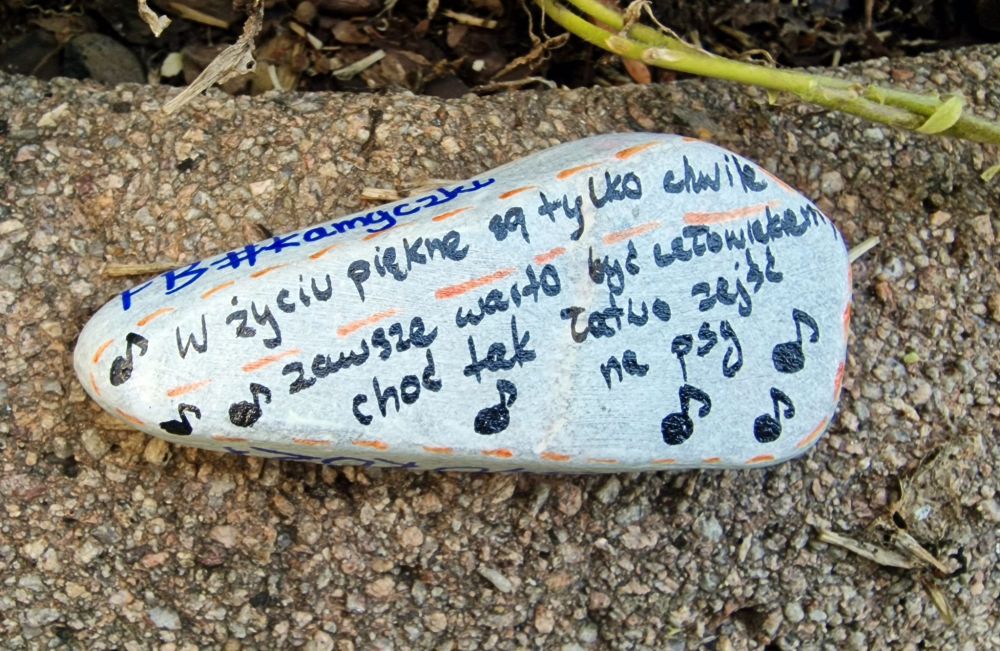 FB #kamyczki
W życiu piękne są tylko chwile
zawsze warto być człowiekiem
choć tak łatwo zejść
na psy